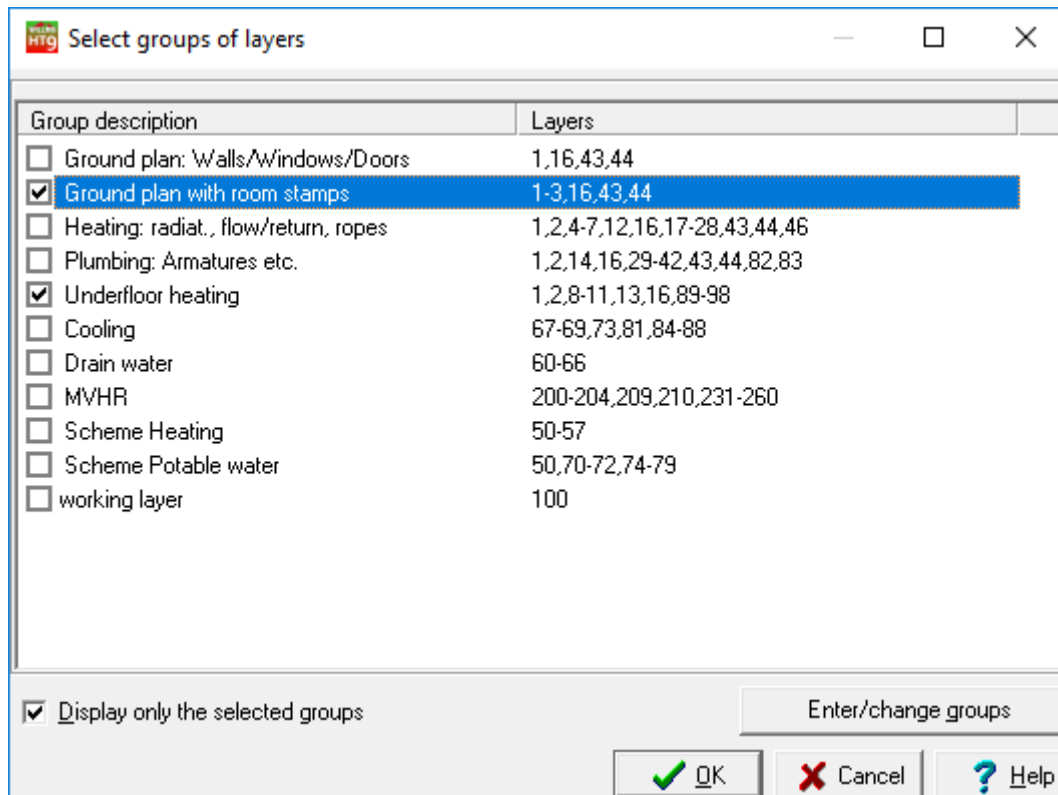 HTg Select groups of layers
Group description Layers
Ground plan: Walls/Windows/Doors 1,16,43,44
Ground plan with room stamps 1-3,16,43,44
Heating: radiat., flow/return, ropes 1,2,4-7,12,16,17-28,43,44,46
Plumbing: Armatures etc. 1,2,14,16,29-42,43,44,82,83
Underfloor heating 1,2,8-11,13,16,89-98
Cooling 67-69,73,81,84-88
Drain water 60-66
MVHR 200-204,209,210,231-260
Scheme Heating 50-57
Scheme Potable water 50,70-72,74-79
working layer 100
Display only the selected groups Enter/change groups
OK Cancel ? Help